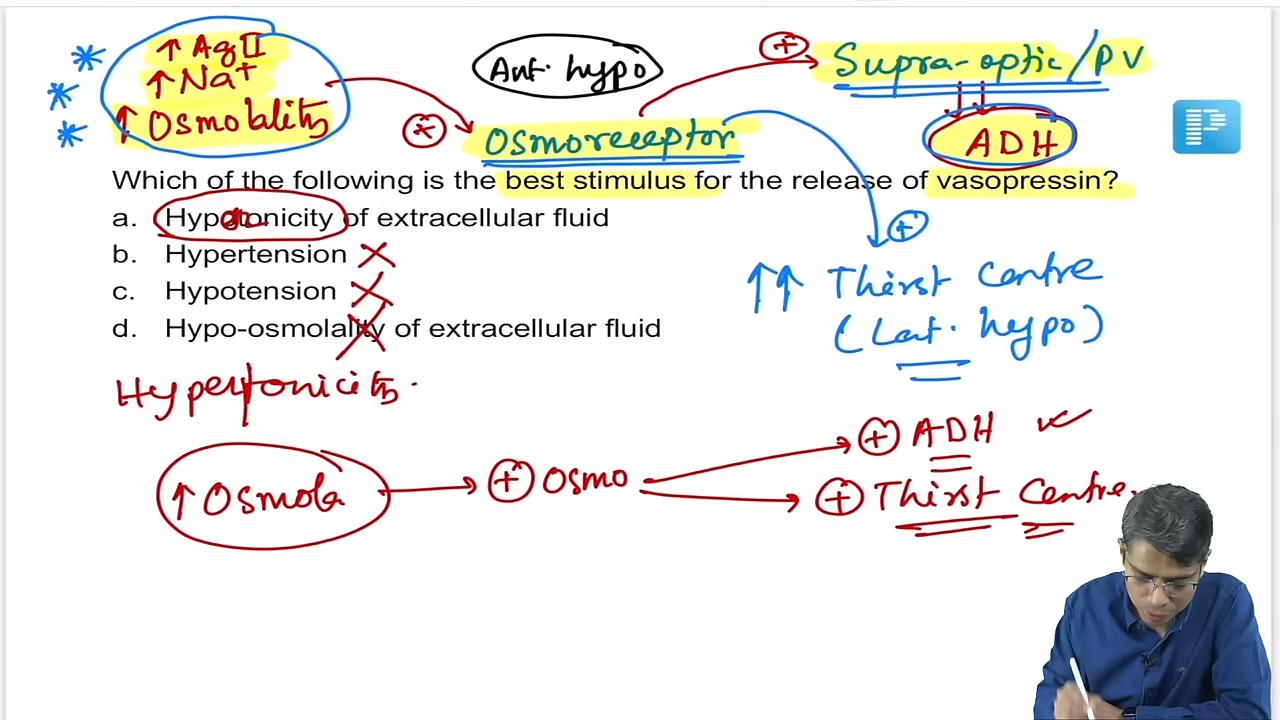 ↑ Ag II
↑ Na+
↑ Osmolality
Ant. hypo
+ Supra-optic/PV
ADH
+ Osmoreceptor
P
Which of the following is the best stimulus for the release of vasopressin?
a. Hypotonicity of extracellular fluid
b. Hypertension ×
c. Hypotension ×
d. Hypo-osmolality of extracellular fluid
+
↑↑ Thirst Centre
(Lat. hypo)
Hypertonicity.
↑ Osmola → + Osmo
+ ADH ✓
+ Thirst Centre.